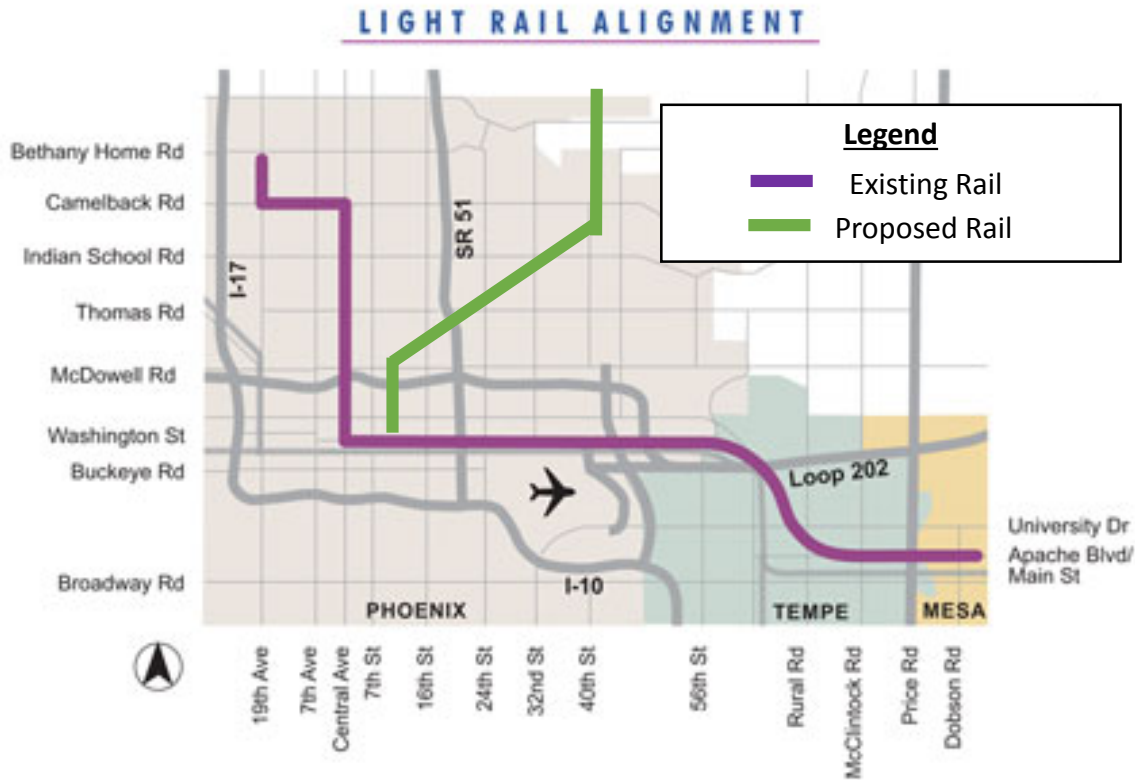 LIGHT RAIL ALIGNMENT
Legend
Existing Rail
Proposed Rail
Bethany Home Rd
Camelback Rd
Indian School Rd
Thomas Rd
McDowell Rd
Washington St
Buckeye Rd
Broadway Rd
I-17
SR 51
Loop 202
I-10
University Dr
Apache Blvd/
Main St
PHOENIX
TEMPE
MESA
19th Ave
7th Ave
Central Ave
7th St
16th St
24th St
32nd St
40th St
56th St
Rural Rd
McClintock Rd
Price Rd
Dobson Rd